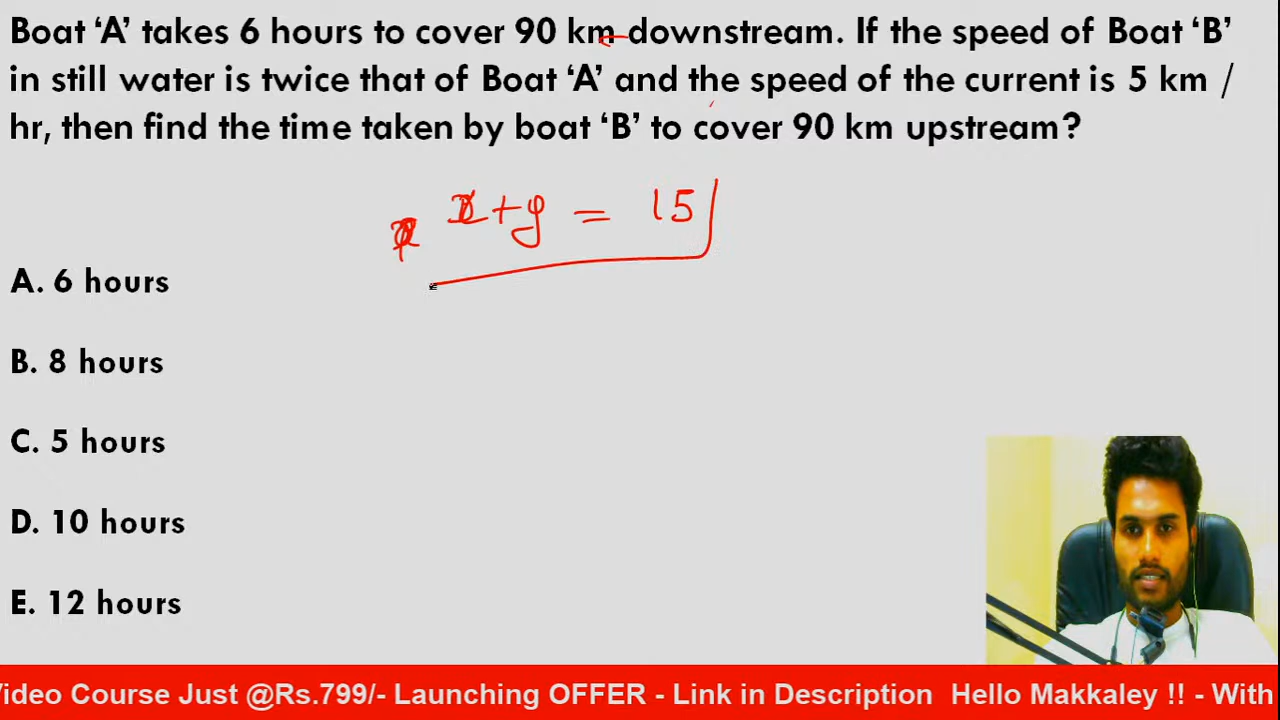 Boat ‘A’ takes 6 hours to cover 90 km downstream. If the speed of Boat ‘B’
in still water is twice that of Boat ‘A’ and the speed of the current is 5 km /
hr, then find the time taken by boat ‘B’ to cover 90 km upstream?
x+y = 15
A. 6 hours
B. 8 hours
C. 5 hours
D. 10 hours
E. 12 hours
Video Course Just @Rs.799/- Launching OFFER - Link in Description Hello Makkaley !! - With